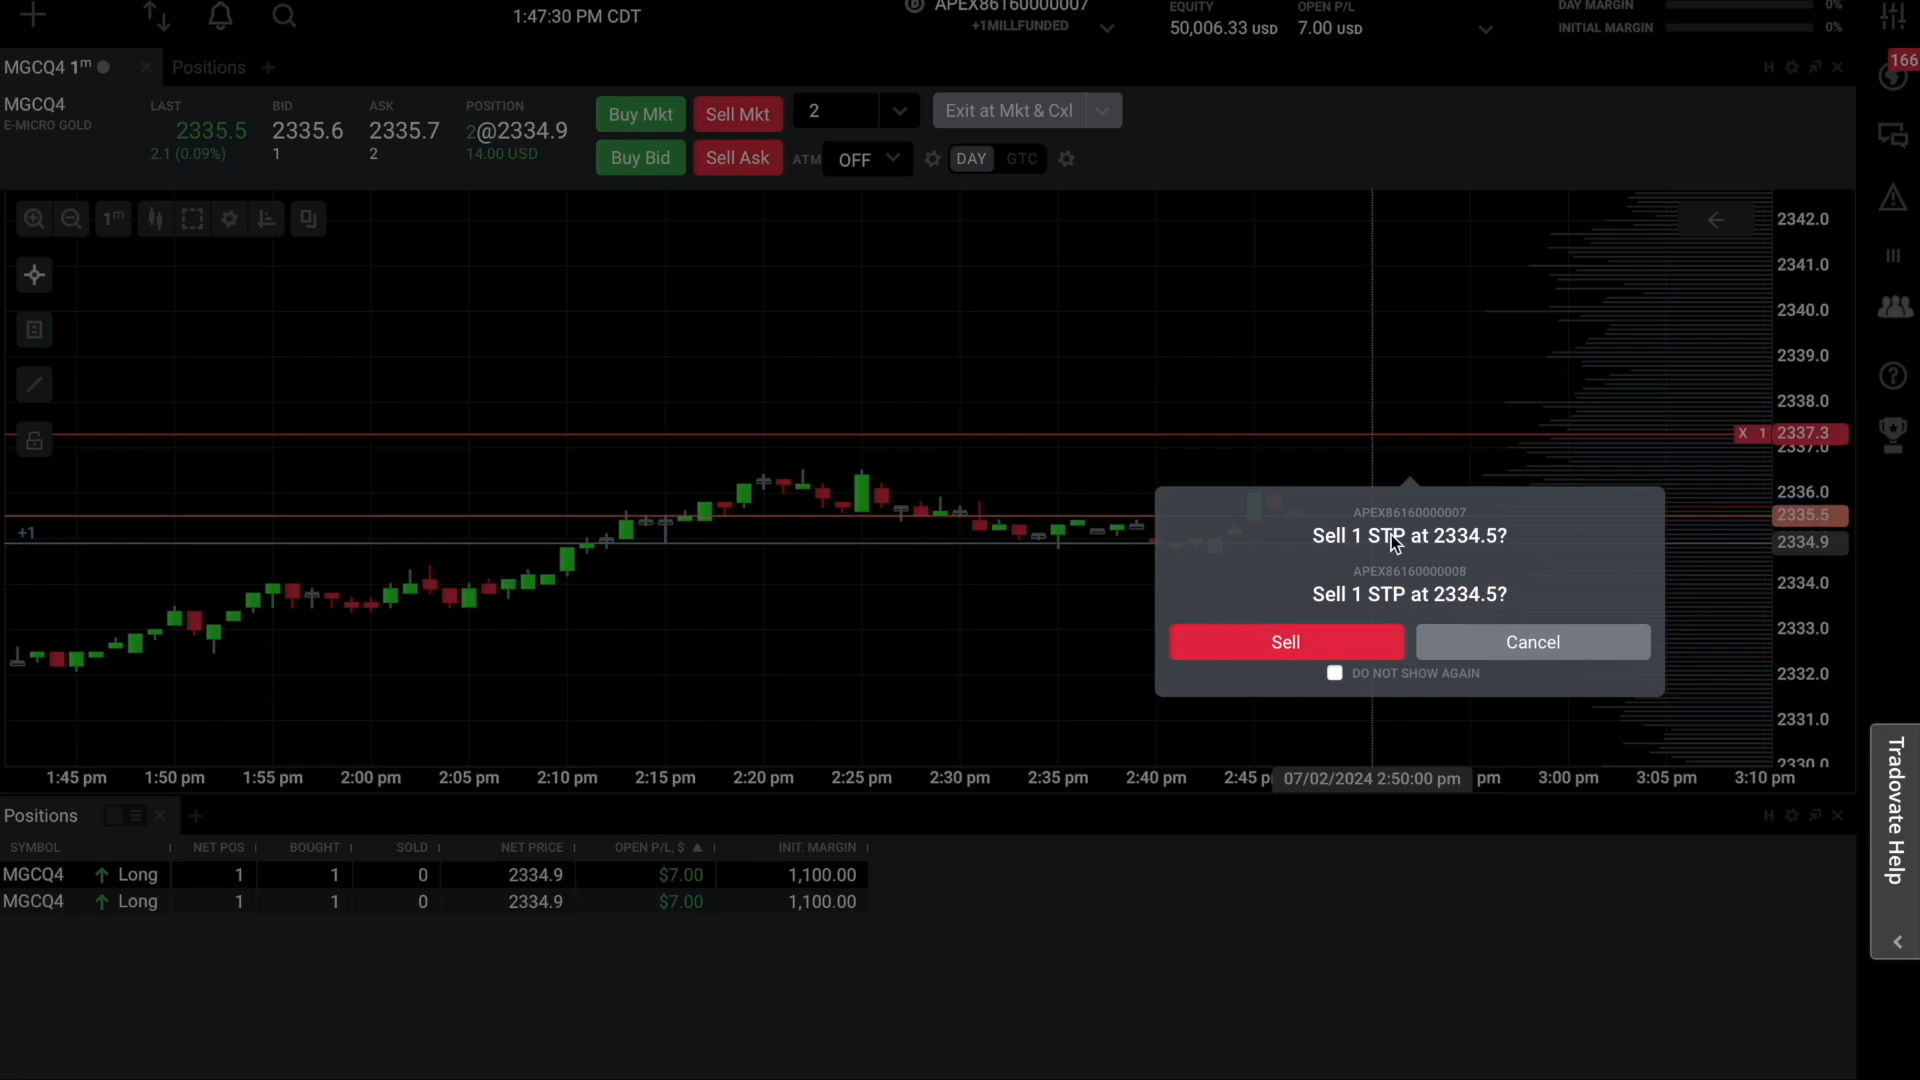 1:47:30 PM CDT
APEX86160000007
+1MILLFUNDED
EQUITY
50,006.33 USD
OPEN P/L
7.00 USD
DAY MARGIN 0%
INITIAL MARGIN 0%
MGCQ4 1m
Positions
166
MGCQ4
E-MICRO GOLD
LAST
2335.5
2.1 (0.09%)
BID
2335.6
1
ASK
2335.7
2
POSITION
2@2334.9
14.00 USD
Buy Mkt
Sell Mkt
2
Exit at Mkt & Cxl
Buy Bid
Sell Ask
ATM
OFF
DAY
GTC
1m
2342.0
2341.0
2340.0
2339.0
2338.0
X 1 2337.3
2337.0
2336.0
2335.5
2334.9
2334.0
2333.0
2332.0
2331.0
2330.0
+1
APEX86160000007
Sell 1 STP at 2334.5?
APEX86160000008
Sell 1 STP at 2334.5?
Sell
Cancel
DO NOT SHOW AGAIN
1:45 pm 1:50 pm 1:55 pm 2:00 pm 2:05 pm 2:10 pm 2:15 pm 2:20 pm 2:25 pm 2:30 pm 2:35 pm 2:40 pm 2:45 p 07/02/2024 2:50:00 pm pm 3:00 pm 3:05 pm 3:10 pm
Tradovate Help
Positions
H
SYMBOL NET POS BOUGHT SOLD NET PRICE OPEN P/L, $ INIT. MARGIN
MGCQ4 Long 1 1 0 2334.9 $7.00 1,100.00
MGCQ4 Long 1 1 0 2334.9 $7.00 1,100.00